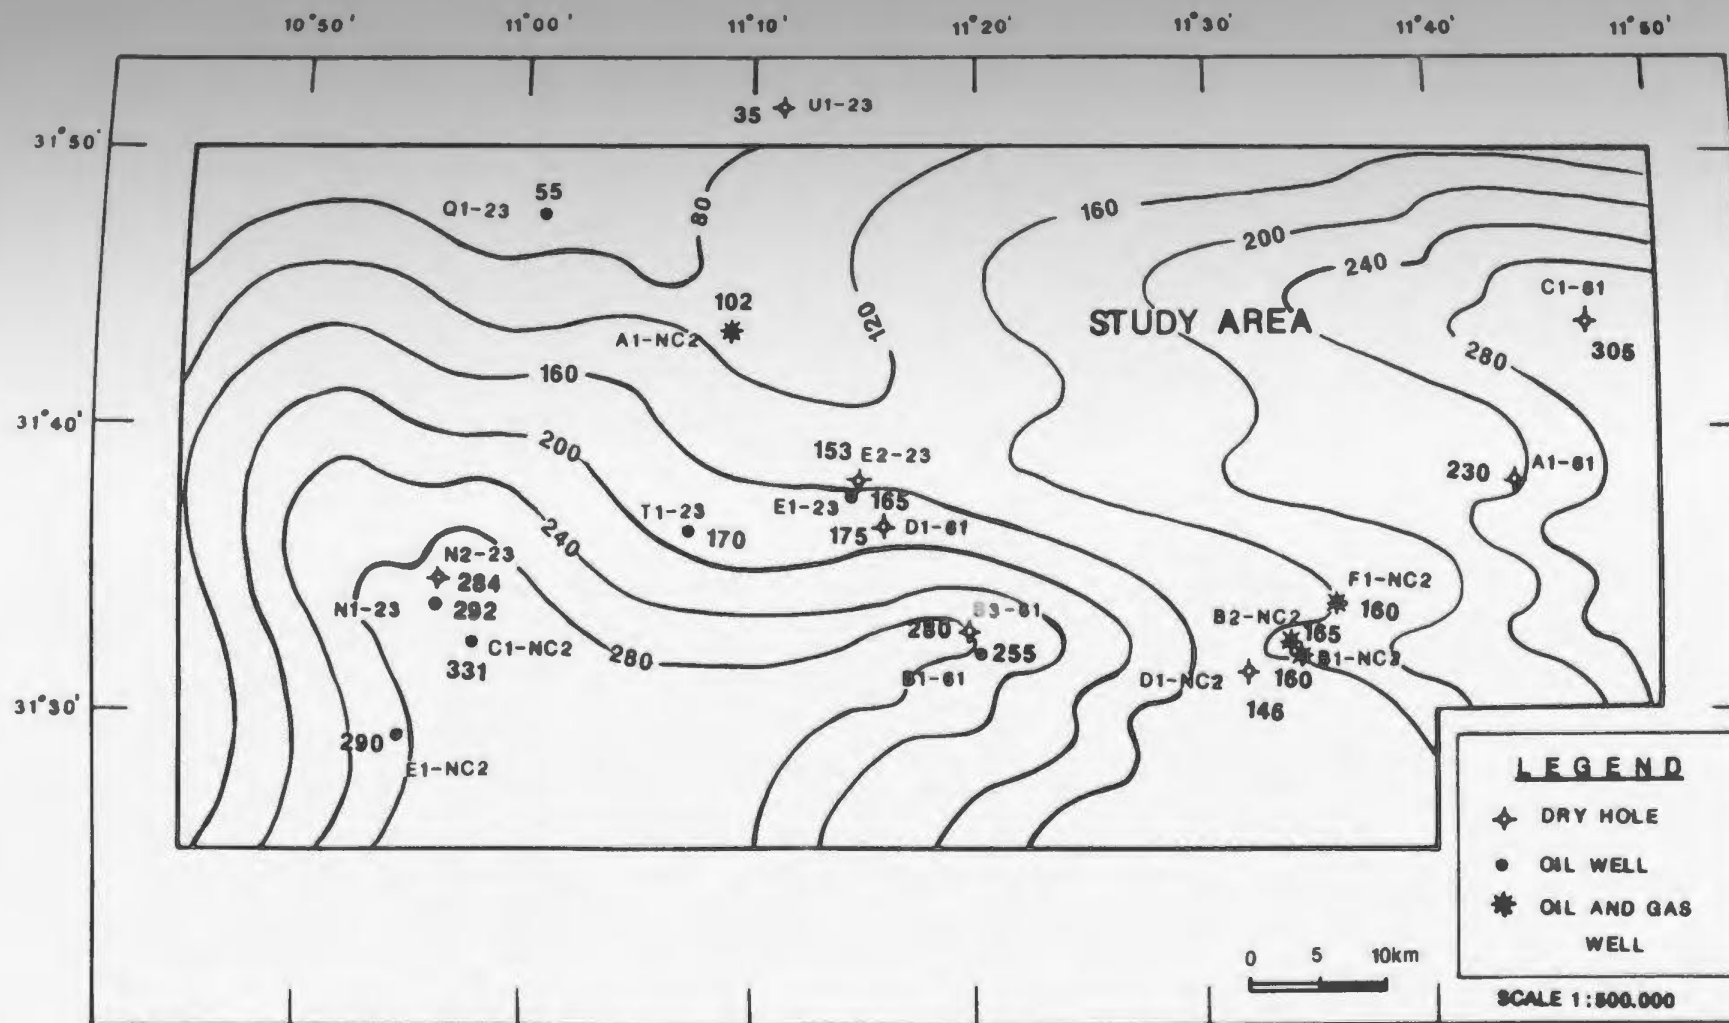 10°50' 11°00' 11°10' 11°20' 11°30' 11°40' 11°50'
35 U1-23
31°50'
55
Q1-23
80
160
200
240
C1-61
305
102
A1-NC2
120
STUDY AREA
280
160
31°40'
200
153 E2-23
E1-23 165
230 A1-61
T1-23
170
175 D1-61
240
N2-23
284
N1-23 292
C1-NC2
331
280
B3-61
280
255
B1-61
F1-NC2
160
B2-NC2
165
B1-NC2
160
D1-NC2
146
31°30'
290
E1-NC2
LEGEND
DRY HOLE
OIL WELL
OIL AND GAS
WELL
0 5 10km
SCALE 1:500.000